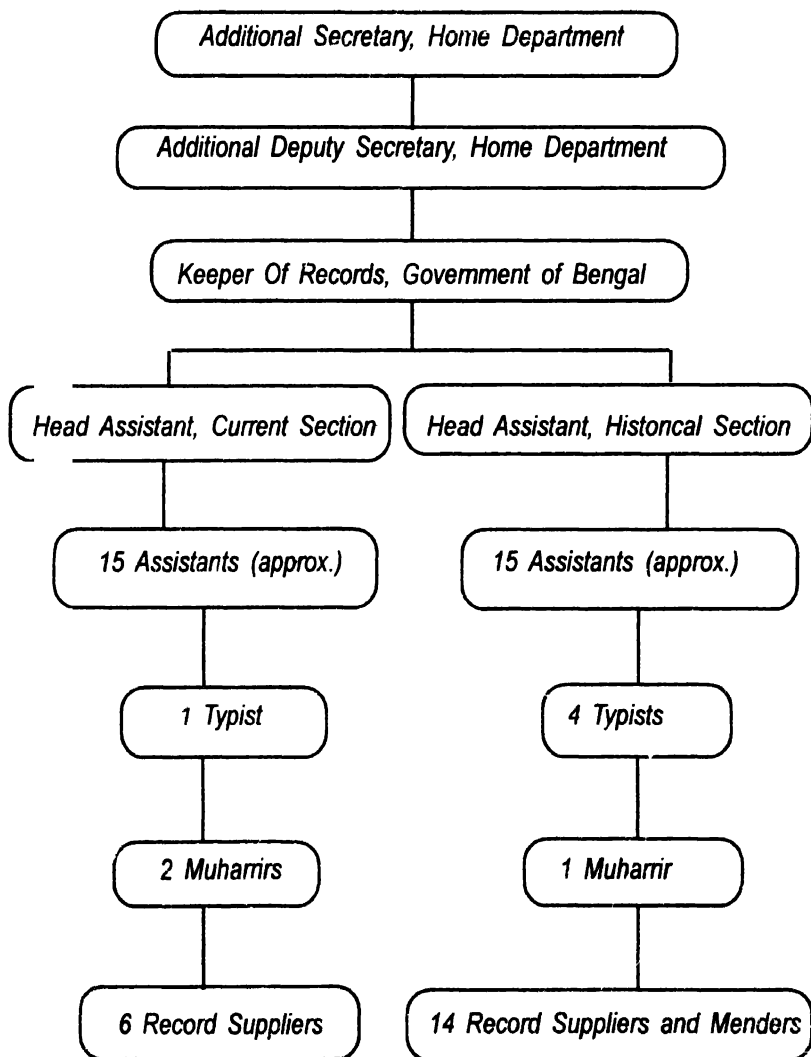 Additional Secretary, Home Department
Additional Deputy Secretary, Home Department
Keeper Of Records, Government of Bengal
Head Assistant, Current Section
Head Assistant, Historical Section
15 Assistants (approx.)
15 Assistants (approx.)
1 Typist
4 Typists
2 Muharrirs
1 Muharrir
6 Record Suppliers
14 Record Suppliers and Menders